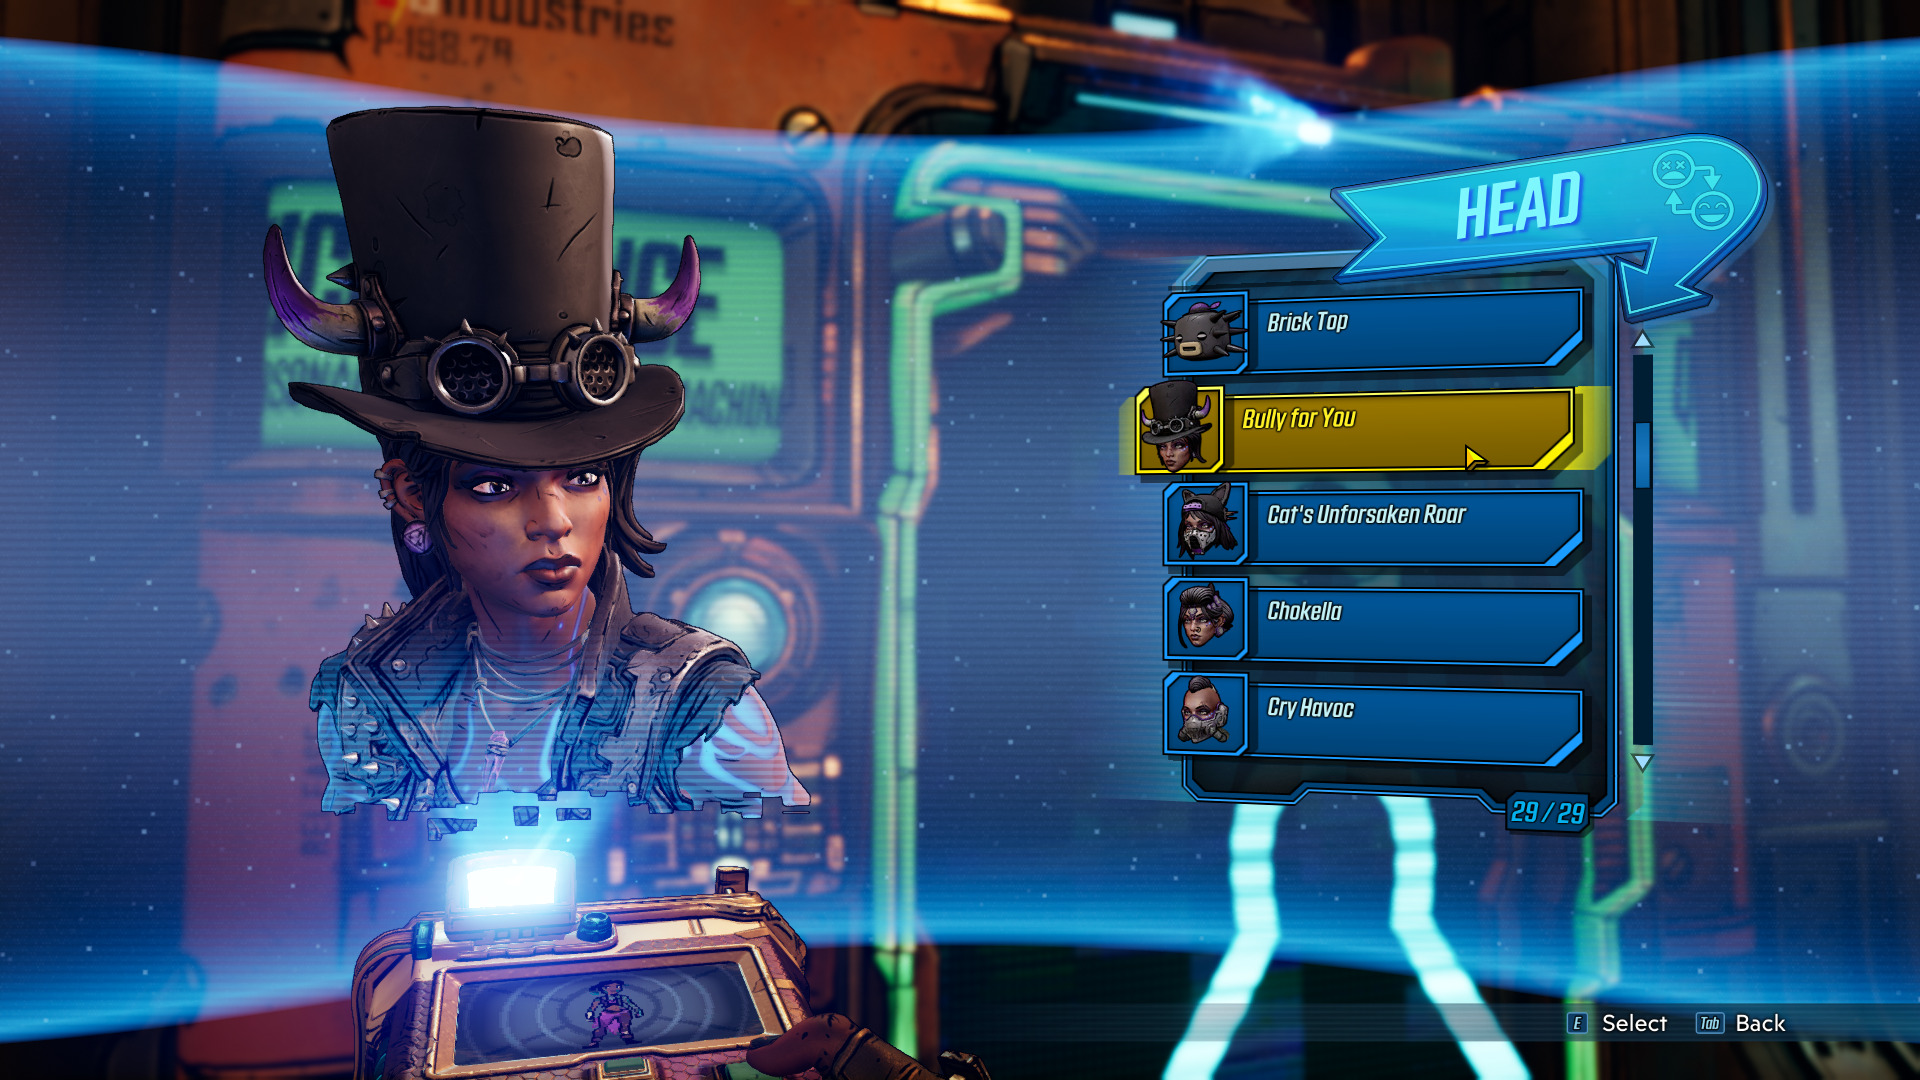 Industries
P-198.79
HEAD
Brick Top
Bully for You
Cat's Unforsaken Roar
Chokella
Cry Havoc
29 / 29
E Select Tab Back